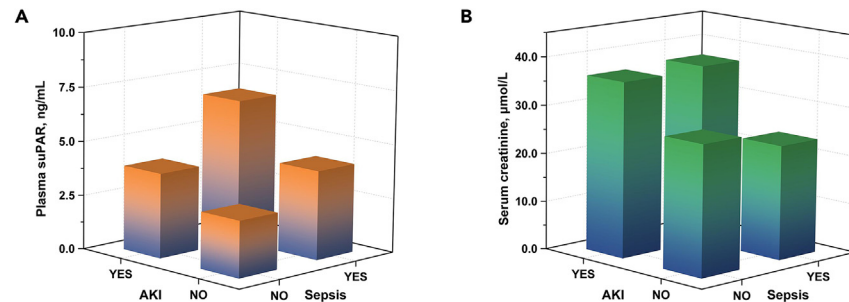 A
Plasma suPAR, ng/mL
10.0
7.5
5.0
2.5
0.0
YES
AKI
NO
NO
Sepsis
YES
B
Serum creatinine, µmol/L
40.0
30.0
20.0
10.0
0.0
YES
AKI
NO
NO
Sepsis
YES